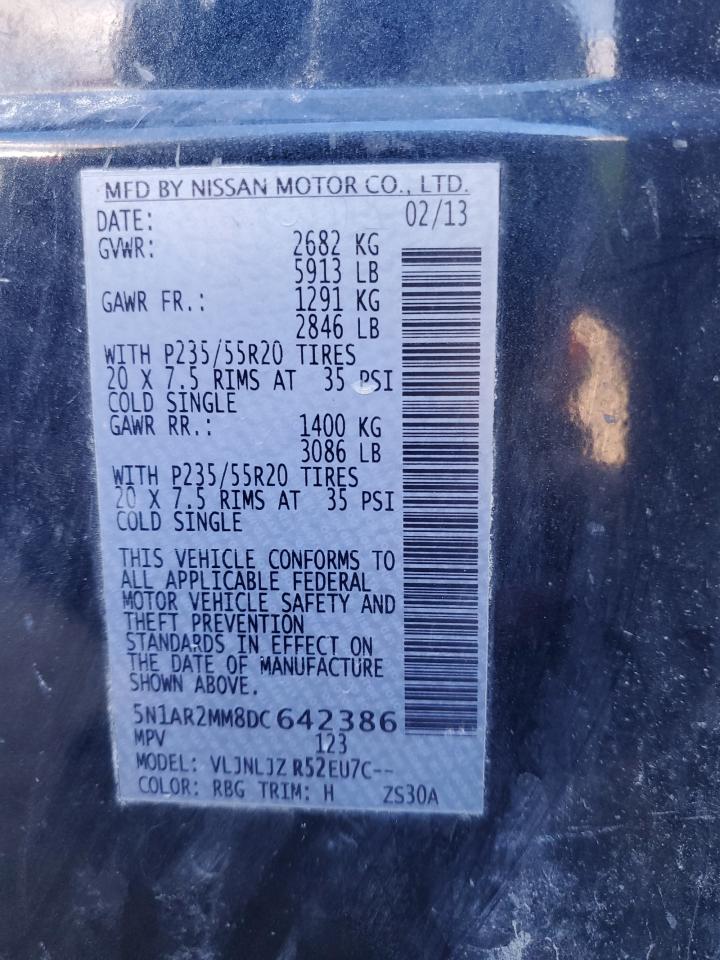 MFD BY NISSAN MOTOR CO., LTD.
DATE: 02/13
GVWR: 2682 KG
5913 LB
GAWR FR.: 1291 KG
2846 LB
WITH P235/55R20 TIRES
20 X 7.5 RIMS AT 35 PSI
COLD SINGLE
GAWR RR.: 1400 KG
3086 LB
WITH P235/55R20 TIRES
20 X 7.5 RIMS AT 35 PSI
COLD SINGLE
THIS VEHICLE CONFORMS TO
ALL APPLICABLE FEDERAL
MOTOR VEHICLE SAFETY AND
THEFT PREVENTION
STANDARDS IN EFFECT ON
THE DATE OF MANUFACTURE
SHOWN ABOVE.
5N1AR2MM8DC642386
MPV 123
MODEL: VLJNLJZ R52EU7C--
COLOR: RBG TRIM: H ZS30A